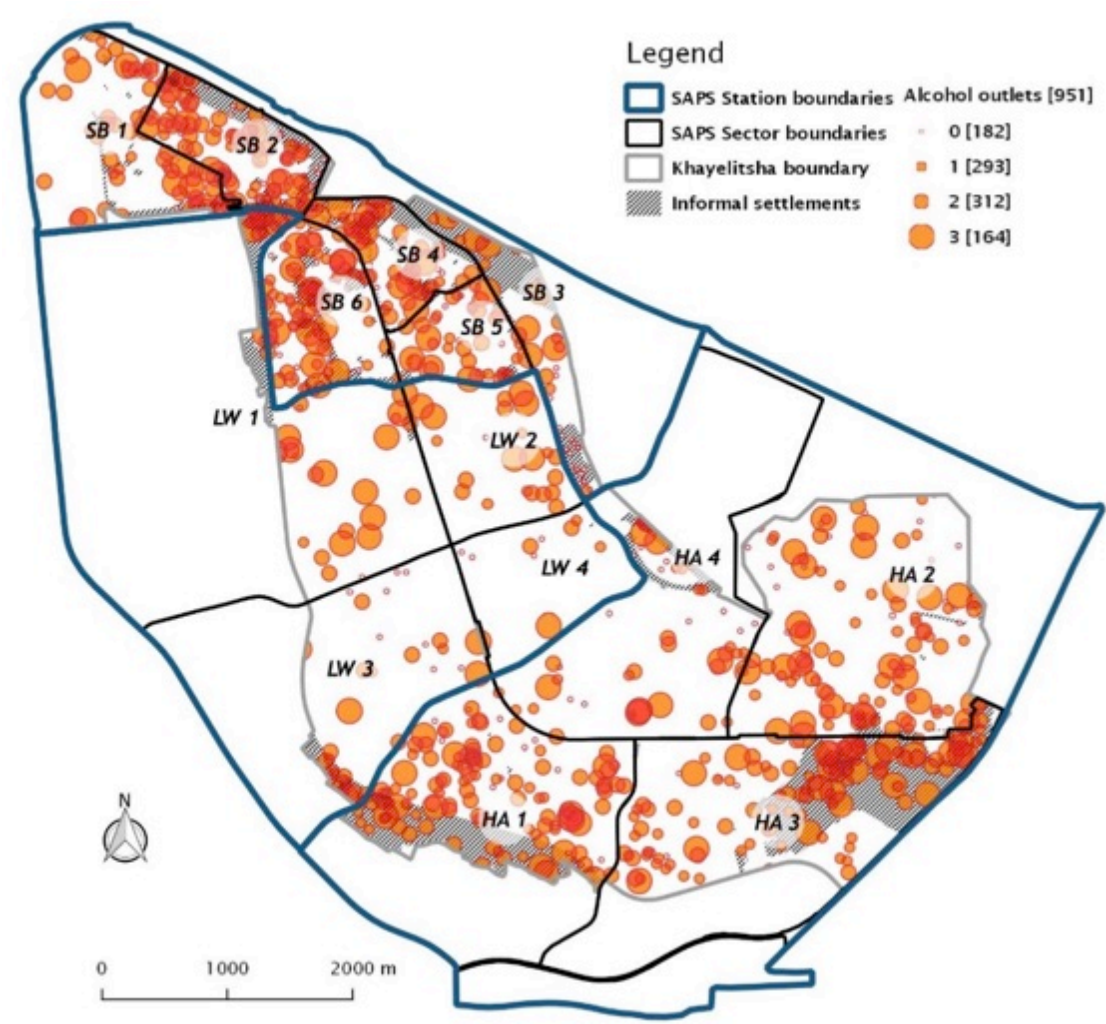 Legend
SAPS Station boundaries
SAPS Sector boundaries
Khayelitsha boundary
Informal settlements
Alcohol outlets [951]
0 [182]
1 [293]
2 [312]
3 [164]
SB 1
SB 2
SB 4
SB 3
SB 6
SB 5
LW 1
LW 2
LW 4
HA 4
HA 2
LW 3
HA 1
HA 3
N
0 1000 2000 m